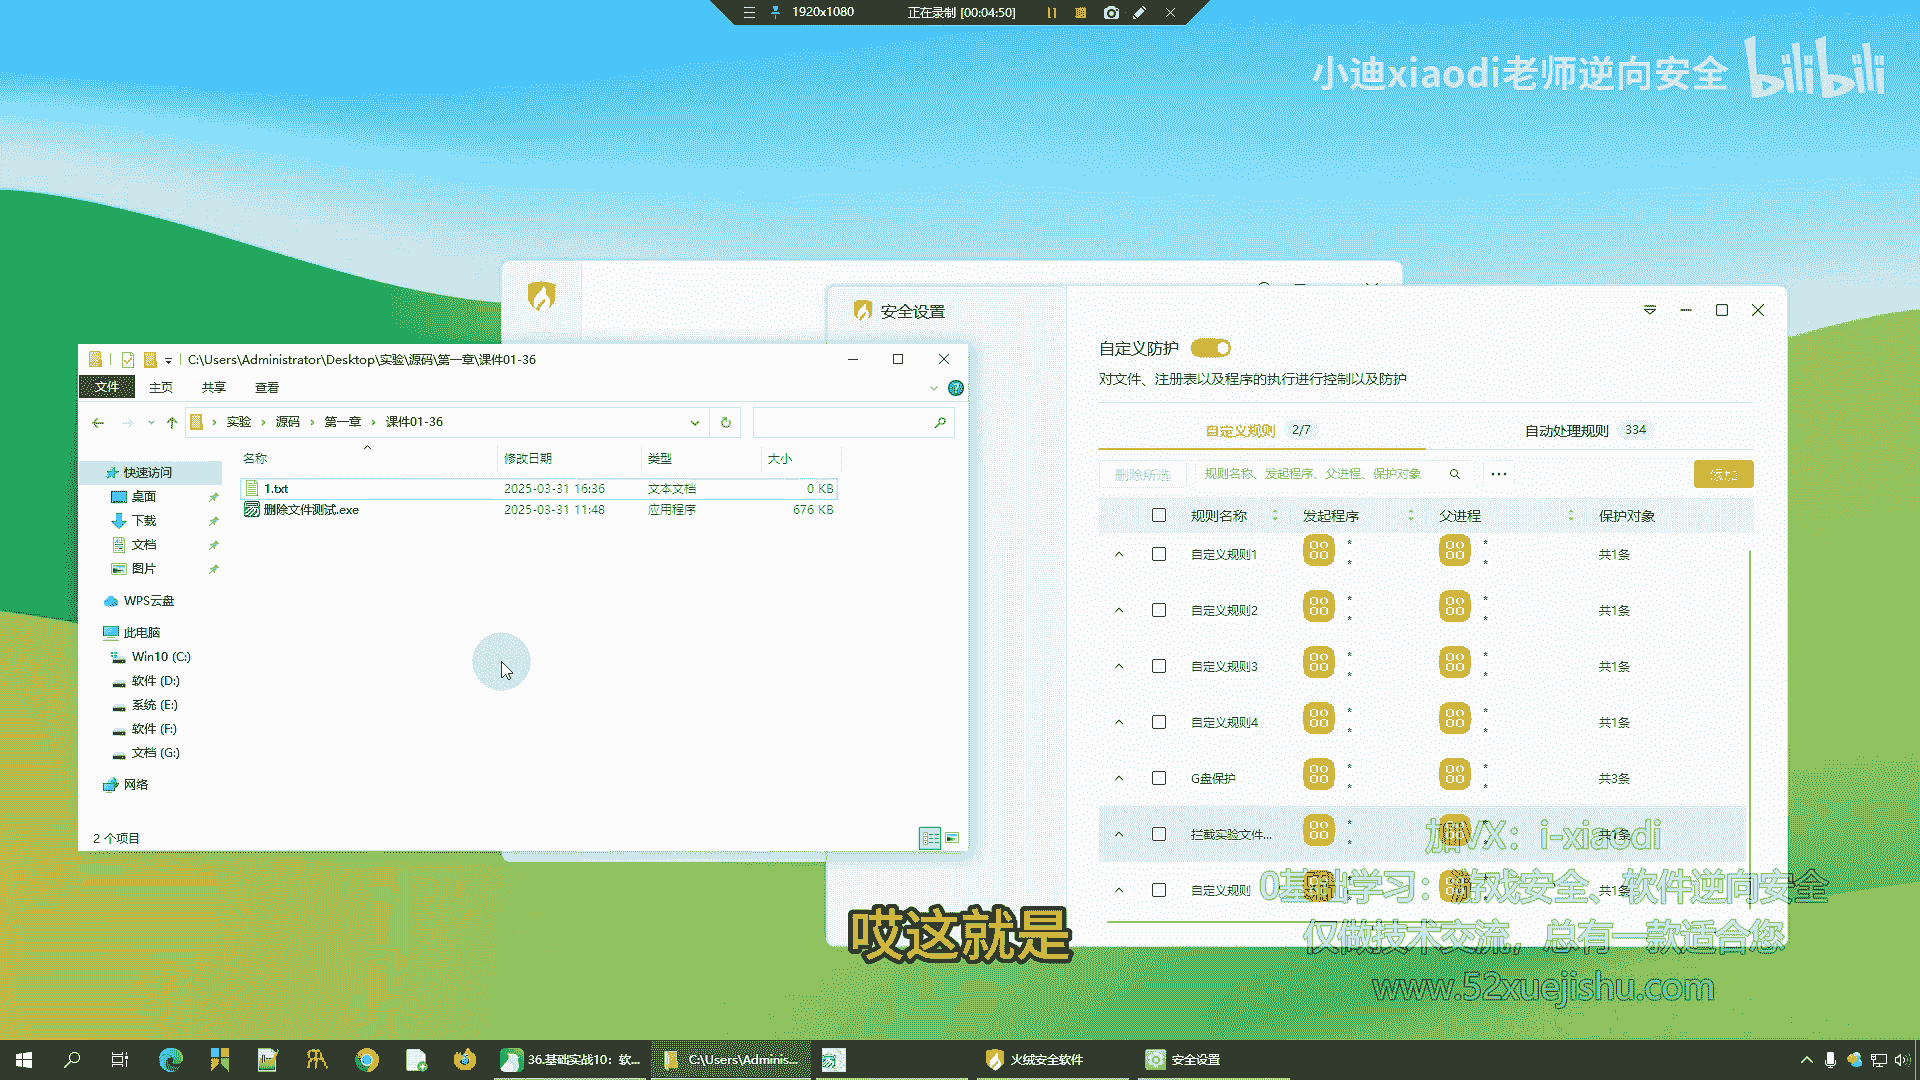 1920x1080 正在录制 [00:04:50]
小迪xiaodi老师逆向安全 bilibili
安全设置
自定义防护
对文件、注册表以及程序的执行进行控制以及防护
自定义规则 2/7 自动处理规则 334
删除所选 规则名称、发起程序、父进程、保护对象 ··· 添加
规则名称 发起程序 父进程 保护对象
自定义规则1 * * * * 共1条
自定义规则2 * * * * 共1条
自定义规则3 * * * * 共1条
自定义规则4 * * * * 共1条
G盘保护 * * * * 共3条
拦截实验文件... * * 共1条
自定义规则 共1条
C:\Users\Administrator\Desktop\实验\源码\第一章\课件01-36
文件 主页 共享 查看
实验 › 源码 › 第一章 › 课件01-36
名称 修改日期 类型 大小
1.txt 2025-03-31 16:36 文本文档 0 KB
删除文件测试.exe 2025-03-31 11:48 应用程序 676 KB
快速访问
桌面
下载
文档
图片
WPS云盘
此电脑
Win10 (C:)
软件 (D:)
系统 (E:)
软件 (F:)
文档 (G:)
网络
2 个项目
加VX：i-xiaodi
0基础学习：游戏安全、软件逆向安全
仅做技术交流，总有一款适合您
www.52xuejishu.com
哎这就是
36.基础实战10：软... C:\Users\Adminis... 易 火绒安全软件 安全设置